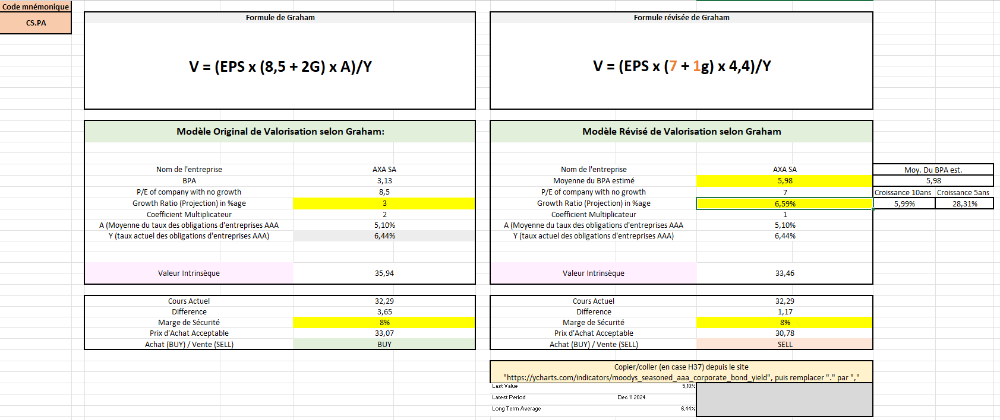 Code mnémonique
CS.PA
Formule de Graham
V = (EPS x (8,5 + 2G) x A)/Y
Formule révisée de Graham
V = (EPS x (7 + 1g) x 4,4)/Y
Modèle Original de Valorisation selon Graham:
Nom de l'entreprise AXA SA
BPA 3,13
P/E of company with no growth 8,5
Growth Ratio (Projection) in %age 3
Coefficient Multiplicateur 2
A (Moyenne du taux des obligations d'entreprises AAA 5,10%
Y (taux actuel des obligations d'entreprises AAA) 6,44%
Valeur Intrinsèque 35,94
Cours Actuel 32,29
Difference 3,65
Marge de Sécurité 8%
Prix d'Achat Acceptable 33,07
Achat (BUY) / Vente (SELL) BUY
Modèle Révisé de Valorisation selon Graham
Nom de l'entreprise AXA SA
Moyenne du BPA estimé 5,98
P/E of company with no growth 7
Growth Ratio (Projection) in %age 6,59%
Coefficient Multiplicateur 1
A (Moyenne du taux des obligations d'entreprises AAA 5,10%
Y (taux actuel des obligations d'entreprises AAA) 6,44%
Valeur Intrinsèque 33,46
Moy. Du BPA est.
5,98
Croissance 10ans Croissance 5ans
5,99% 28,31%
Cours Actuel 32,29
Difference 1,17
Marge de Sécurité 8%
Prix d'Achat Acceptable 30,78
Achat (BUY) / Vente (SELL) SELL
Copier/coller (en case H37) depuis le site
"https://ycharts.com/indicators/moodys_seasoned_aaa_corporate_bond_yield", puis remplacer "." par ","
Last Value 5,10%
Latest Period Dec 11 2024
Long Term Average 6,44%